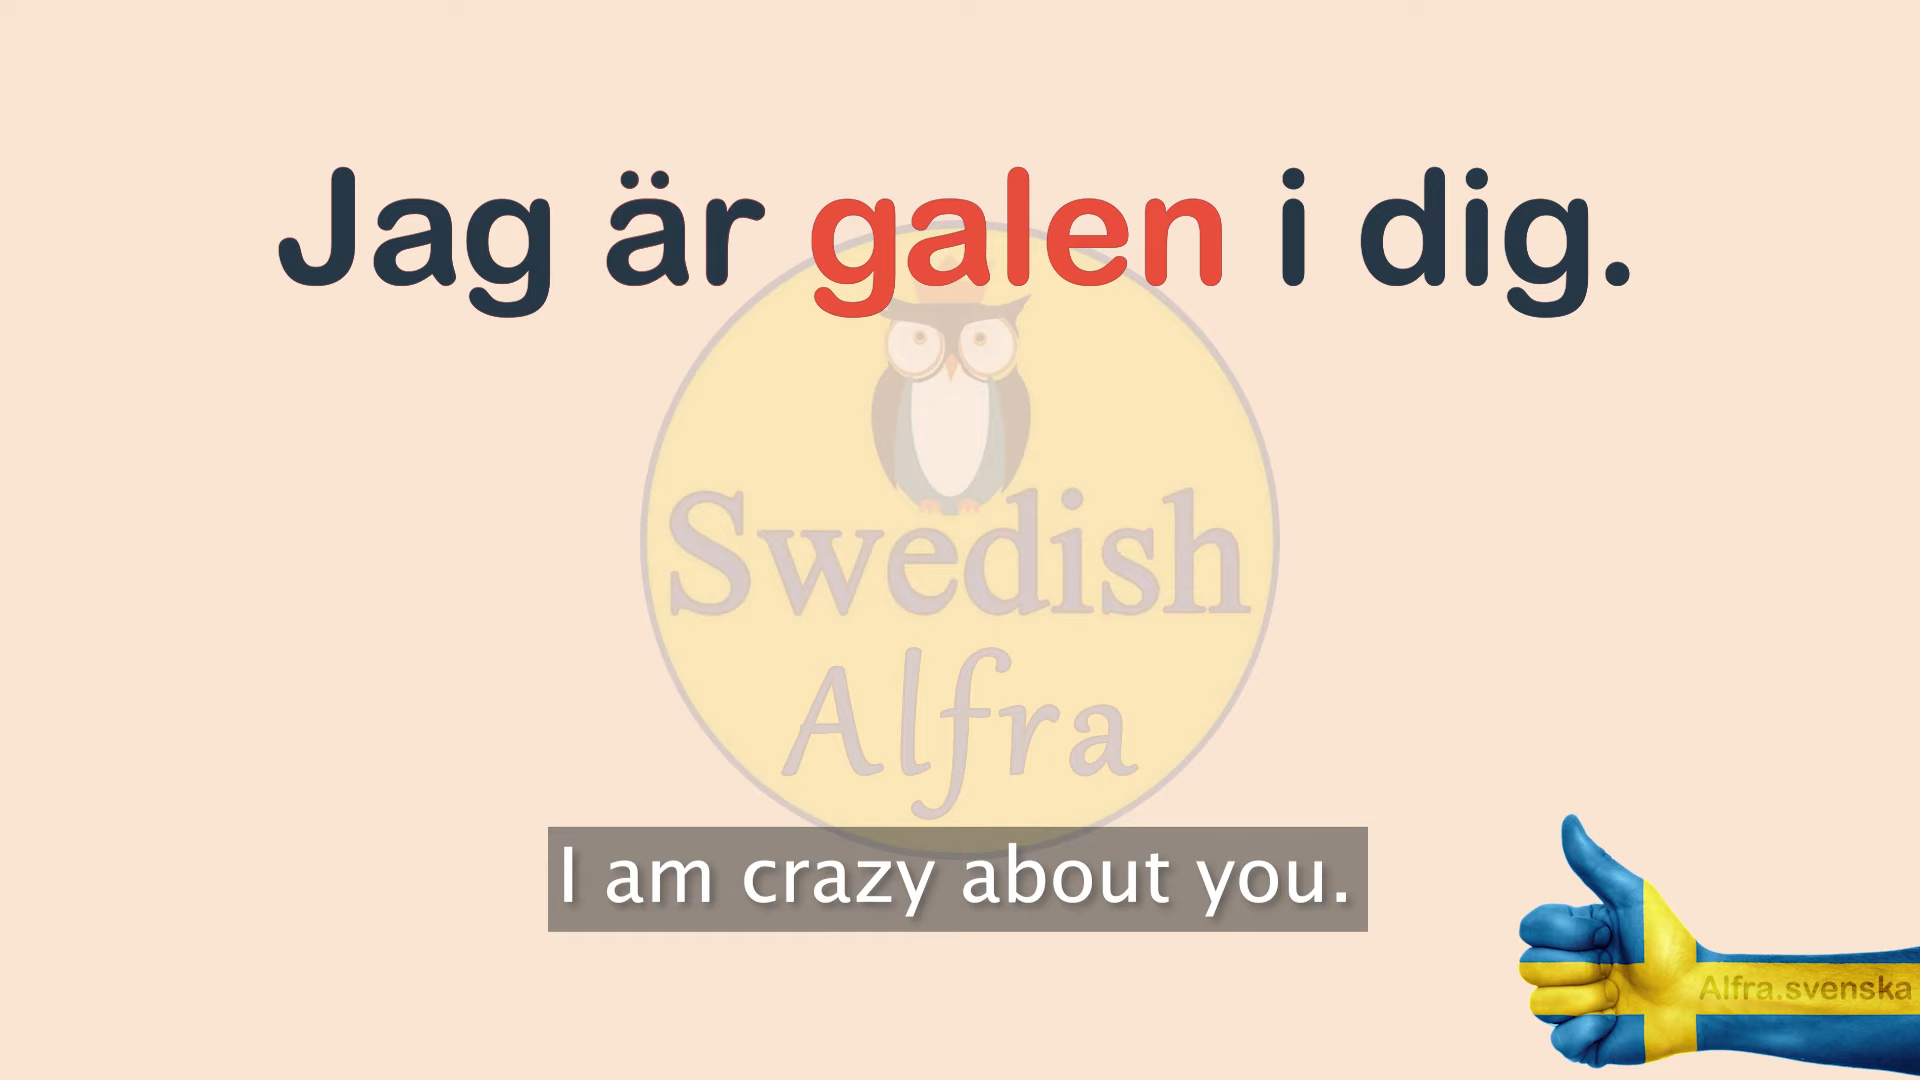 Jag är galen i dig.
Swedish
Alfra
I am crazy about you.
Alfra.svenska